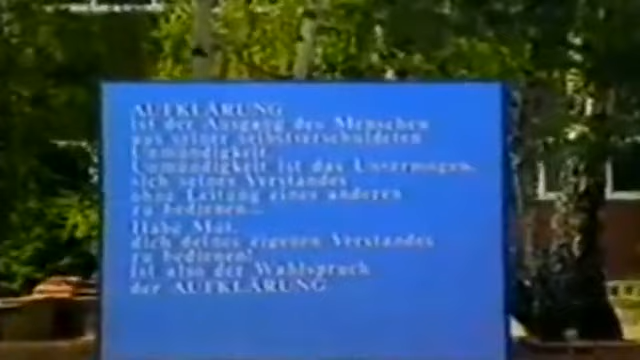 AUFKLÄRUNG
ist der Ausgang des Menschen
aus seiner selbstverschuldeten
Unmündigkeit.
Unmündigkeit ist das Unvermögen,
sich seines Verstandes
ohne Leitung eines anderen
zu bedienen...
Habe Mut,
dich deines eigenen Verstandes
zu bedienen!
Ist also der Wahlspruch
der AUFKLÄRUNG